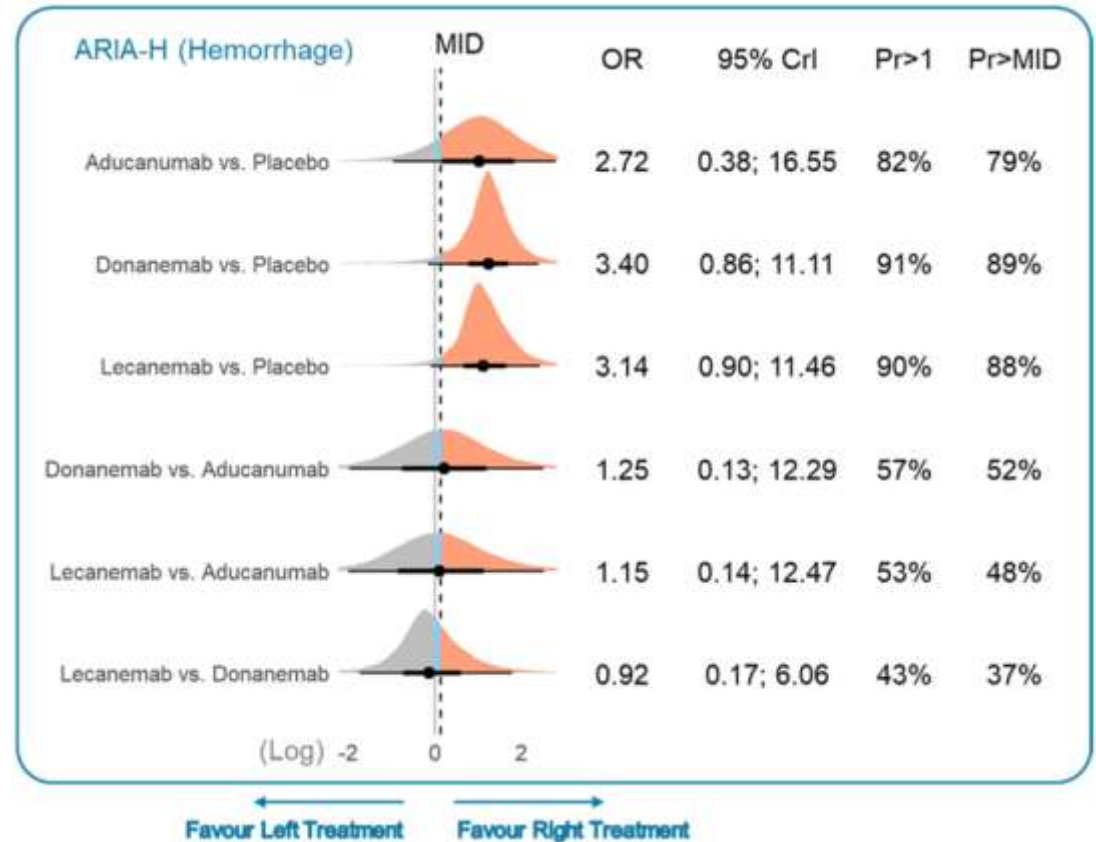 ARIA-H (Hemorrhage) MID OR 95% CrI Pr>1 Pr>MID
Aducanumab vs. Placebo 2.72 0.38; 16.55 82% 79%
Donanemab vs. Placebo 3.40 0.86; 11.11 91% 89%
Lecanemab vs. Placebo 3.14 0.90; 11.46 90% 88%
Donanemab vs. Aducanumab 1.25 0.13; 12.29 57% 52%
Lecanemab vs. Aducanumab 1.15 0.14; 12.47 53% 48%
Lecanemab vs. Donanemab 0.92 0.17; 6.06 43% 37%
(Log) -2 0 2
Favour Left Treatment Favour Right Treatment